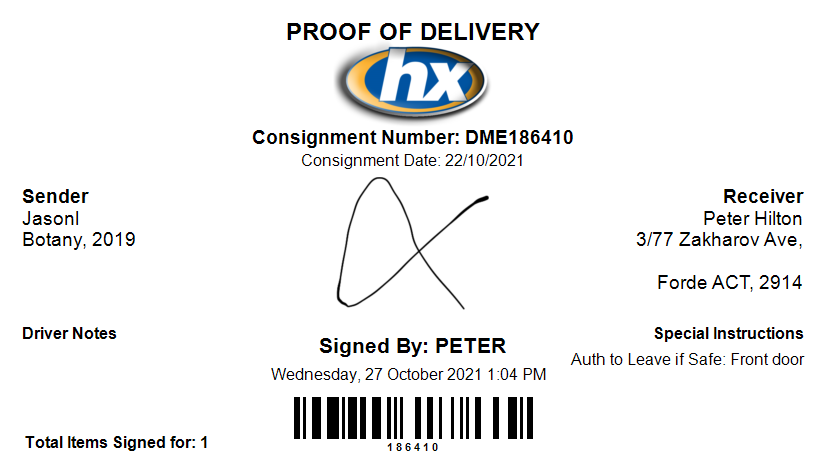 PROOF OF DELIVERY
hx
Consignment Number: DME186410
Consignment Date: 22/10/2021
Sender
Jasonl
Botany, 2019
Receiver
Peter Hilton
3/77 Zakharov Ave,
Forde ACT, 2914
Driver Notes
Signed By: PETER
Wednesday, 27 October 2021 1:04 PM
Special Instructions
Auth to Leave if Safe: Front door
186410
Total Items Signed for: 1